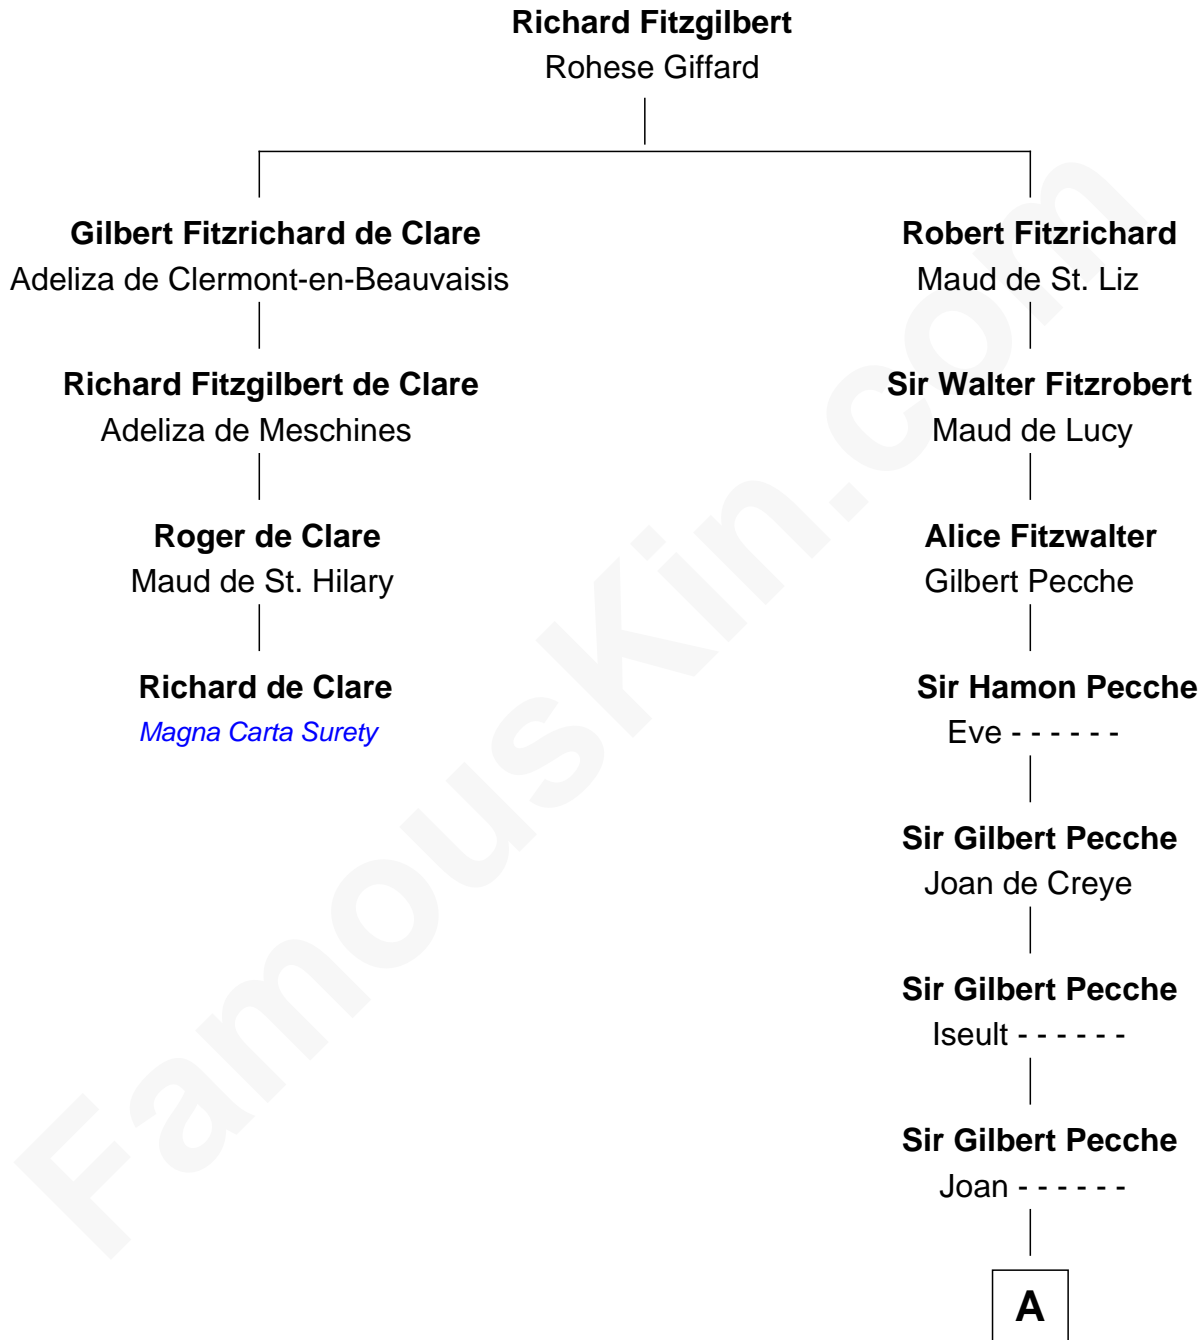 Richard Fitzgilbert
Rohese Giffard
Gilbert Fitzrichard de Clare
Adeliza de Clermont-en-Beauvaisis
Richard Fitzgilbert de Clare
Adeliza de Meschines
Roger de Clare
Maud de St. Hilary
Richard de Clare
Magna Carta Surety
Robert Fitzrichard
Maud de St. Liz
Sir Walter Fitzrobert
Maud de Lucy
Alice Fitzwalter
Gilbert Pecche
Sir Hamon Pecche
Eve - - - - - -
Sir Gilbert Pecche
Joan de Creye
Sir Gilbert Pecche
Iseult - - - - - -
Sir Gilbert Pecche
Joan - - - - - -
A
FamousKin.com